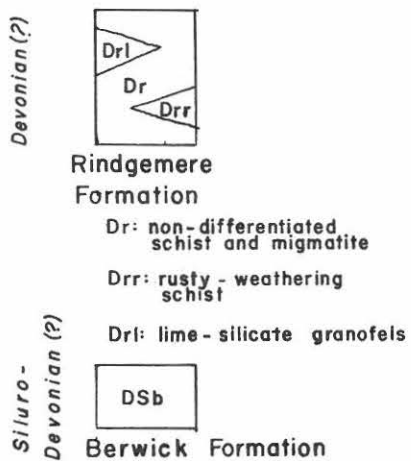 Devonian(?)
Drl
Dr
Drr
Rindgemere
Formation
Dr: non-differentiated
schist and migmatite
Drr: rusty-weathering
schist
Drl: lime-silicate granofels
Siluro-
Devonian (?)
DSb
Berwick Formation